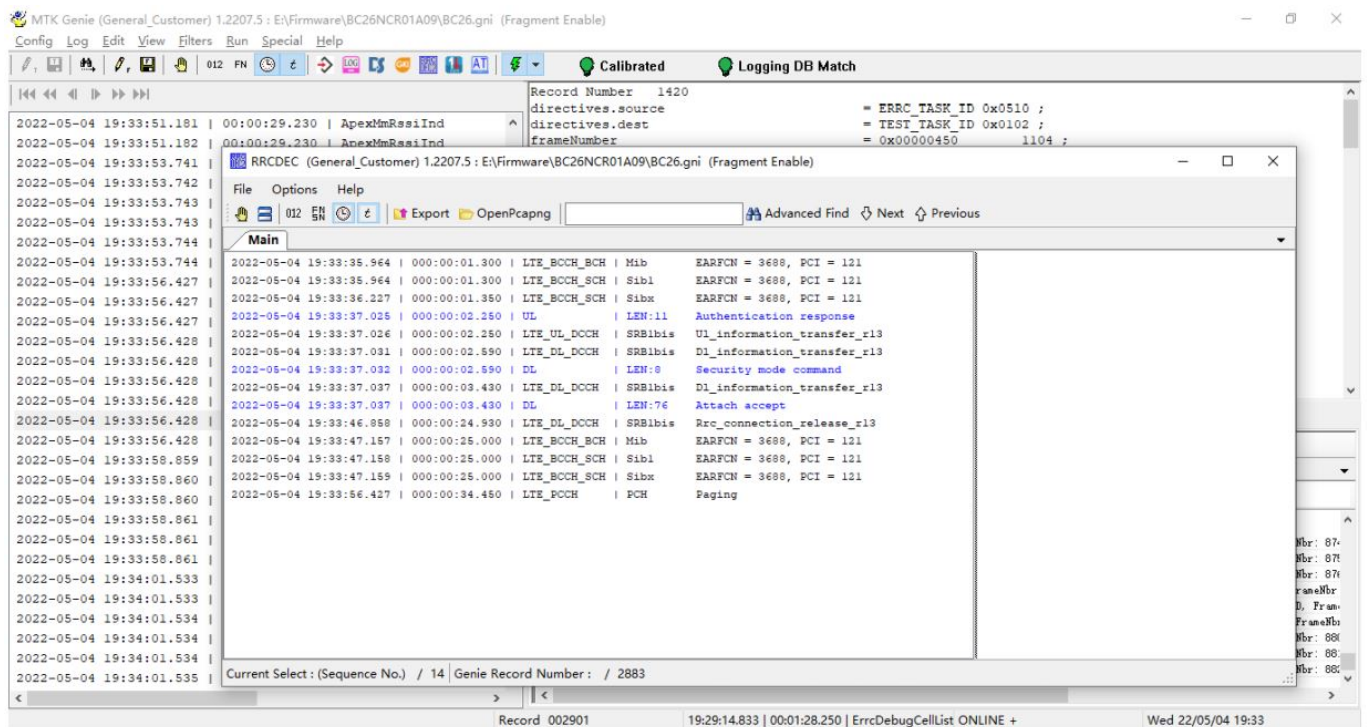 MTK Genie (General_Customer) 1.2207.5 : E:\Firmware\BC26NCR01A09\BC26.gni (Fragment Enable)
Config Log Edit View Filters Run Special Help
012 FN t LOG DS AT Calibrated Logging DB Match
Record Number 1420
directives.source = ERRC_TASK_ID 0x0510 ;
directives.dest = TEST_TASK_ID 0x0102 ;
frameNumber = 0x00000450 1104 ;
2022-05-04 19:33:51.181 | 00:00:29.230 | ApexMmRssiInd
2022-05-04 19:33:51.182 | 00:00:29.230 | ApexMmRssiInd
2022-05-04 19:33:53.741 |
2022-05-04 19:33:53.742 |
2022-05-04 19:33:53.743 |
2022-05-04 19:33:53.743 |
2022-05-04 19:33:53.744 |
2022-05-04 19:33:53.744 |
2022-05-04 19:33:56.427 |
2022-05-04 19:33:56.427 |
2022-05-04 19:33:56.427 |
2022-05-04 19:33:56.428 |
2022-05-04 19:33:56.428 |
2022-05-04 19:33:56.428 |
2022-05-04 19:33:56.428 |
2022-05-04 19:33:56.428 |
2022-05-04 19:33:56.428 |
2022-05-04 19:33:58.859 |
2022-05-04 19:33:58.860 |
2022-05-04 19:33:58.860 |
2022-05-04 19:33:58.861 |
2022-05-04 19:33:58.861 |
2022-05-04 19:33:58.861 |
2022-05-04 19:34:01.533 |
2022-05-04 19:34:01.533 |
2022-05-04 19:34:01.534 |
2022-05-04 19:34:01.534 |
2022-05-04 19:34:01.534 |
2022-05-04 19:34:01.535 |
RRCDEC (General_Customer) 1.2207.5 : E:\Firmware\BC26NCR01A09\BC26.gni (Fragment Enable)
File Options Help
012 FN SN t Export OpenPcapng Advanced Find Next Previous
Main
2022-05-04 19:33:35.964 | 000:00:01.300 | LTE_BCCH_BCH | Mib EARFCN = 3688, PCI = 121
2022-05-04 19:33:35.964 | 000:00:01.300 | LTE_BCCH_SCH | Sib1 EARFCN = 3688, PCI = 121
2022-05-04 19:33:36.227 | 000:00:01.350 | LTE_BCCH_SCH | Sibx EARFCN = 3688, PCI = 121
2022-05-04 19:33:37.025 | 000:00:02.250 | UL | LEN:11 Authentication response
2022-05-04 19:33:37.026 | 000:00:02.250 | LTE_UL_DCCH | SRB1bis Ul_information_transfer_r13
2022-05-04 19:33:37.031 | 000:00:02.590 | LTE_DL_DCCH | SRB1bis Dl_information_transfer_r13
2022-05-04 19:33:37.032 | 000:00:02.590 | DL | LEN:8 Security mode command
2022-05-04 19:33:37.037 | 000:00:03.430 | LTE_DL_DCCH | SRB1bis Dl_information_transfer_r13
2022-05-04 19:33:37.037 | 000:00:03.430 | DL | LEN:76 Attach accept
2022-05-04 19:33:46.858 | 000:00:24.930 | LTE_DL_DCCH | SRB1bis Rrc_connection_release_r13
2022-05-04 19:33:47.157 | 000:00:25.000 | LTE_BCCH_BCH | Mib EARFCN = 3688, PCI = 121
2022-05-04 19:33:47.158 | 000:00:25.000 | LTE_BCCH_SCH | Sib1 EARFCN = 3688, PCI = 121
2022-05-04 19:33:47.159 | 000:00:25.000 | LTE_BCCH_SCH | Sibx EARFCN = 3688, PCI = 121
2022-05-04 19:33:56.427 | 000:00:34.450 | LTE_PCCH | PCH Paging
Current Select : (Sequence No.) / 14 Genie Record Number : / 2883
Record 002901 19:29:14.833 | 00:01:28.250 | ErrcDebugCellList ONLINE + Wed 22/05/04 19:33